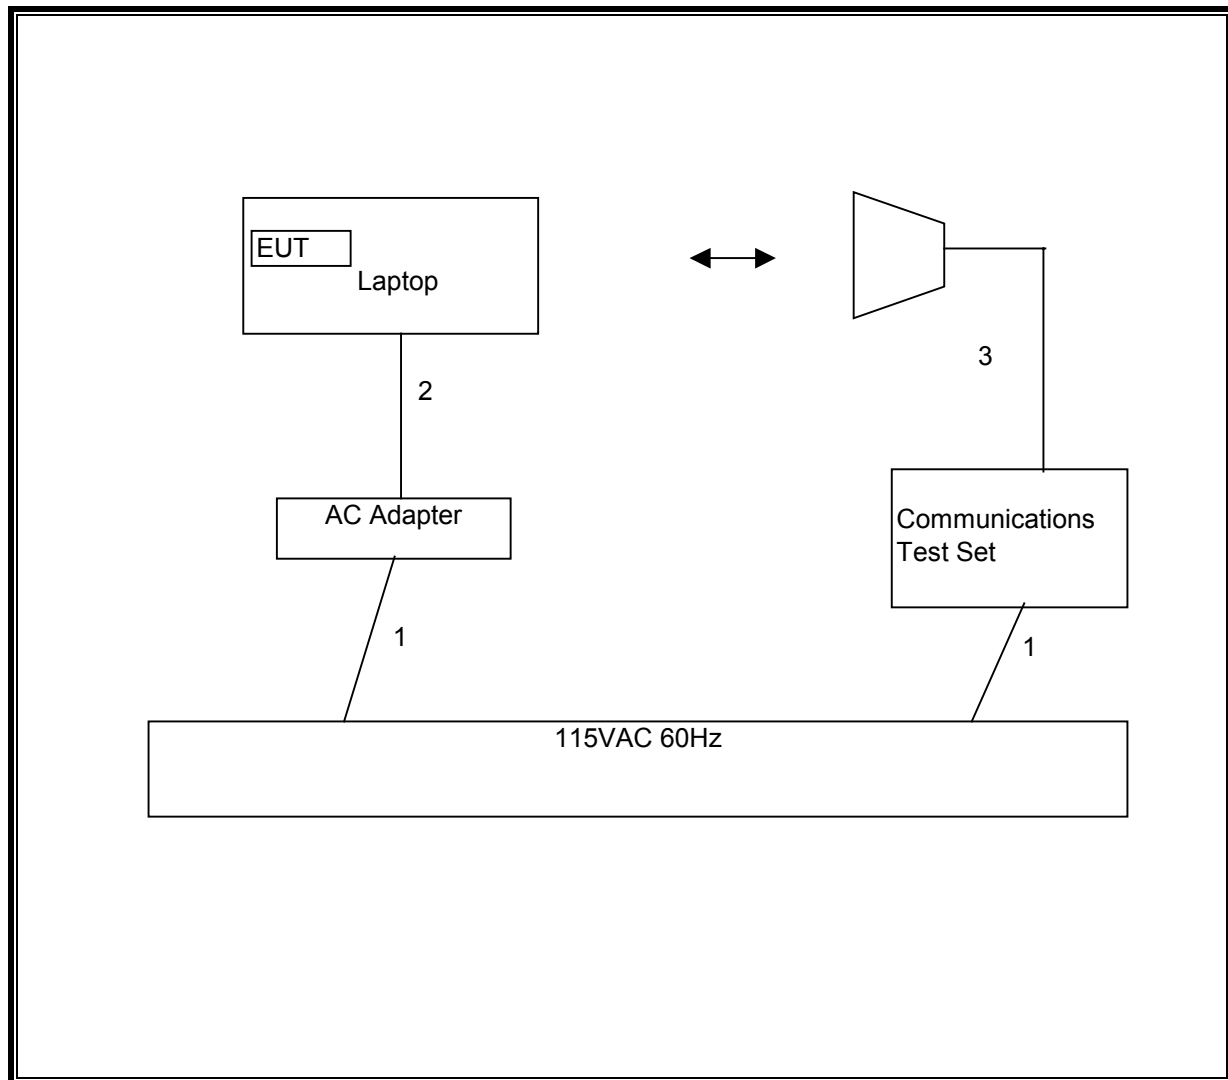 EUT
Laptop
3
2
AC Adapter
Communications
Test Set
1
1
115VAC 60Hz